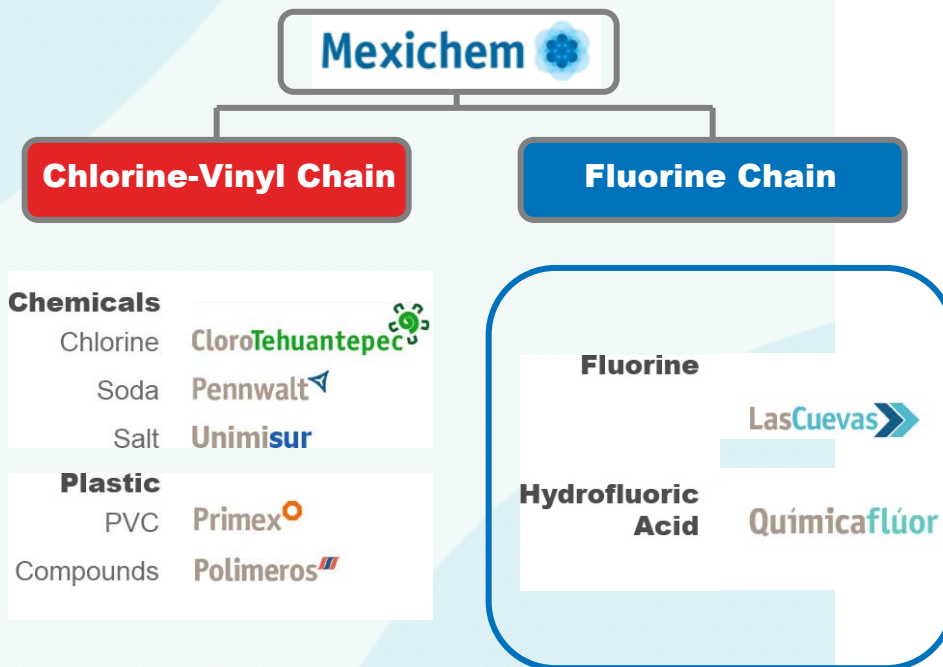 Mexichem
Chlorine-Vinyl Chain
Fluorine Chain
Chemicals
Chlorine CloroTehuantepec
Soda Pennwalt
Salt Unimisur
Plastic
PVC Primex
Compounds Polimeros
Fluorine
LasCuevas
Hydrofluoric
Acid Químicaflúor